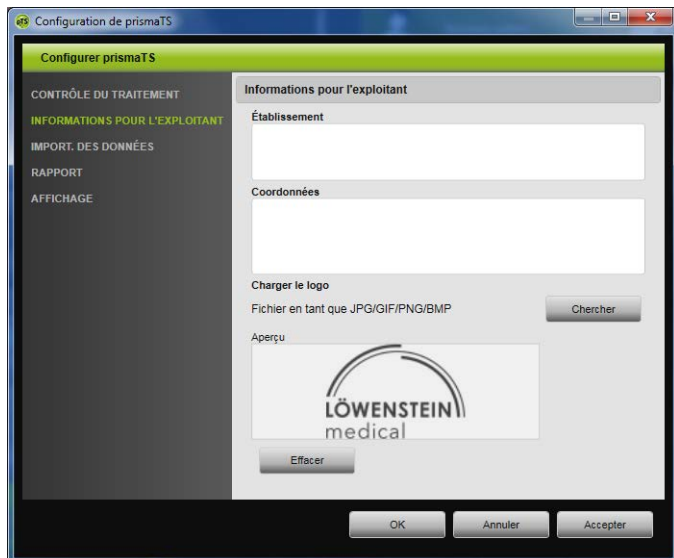 pTS Configuration de prismaTS
Configurer prismaTS
CONTRÔLE DU TRAITEMENT
INFORMATIONS POUR L'EXPLOITANT
IMPORT. DES DONNÉES
RAPPORT
AFFICHAGE
Informations pour l'exploitant
Établissement
Coordonnées
Charger le logo
Fichier en tant que JPG/GIF/PNG/BMP
Chercher
Aperçu
LÖWENSTEIN
medical
Effacer
OK
Annuler
Accepter